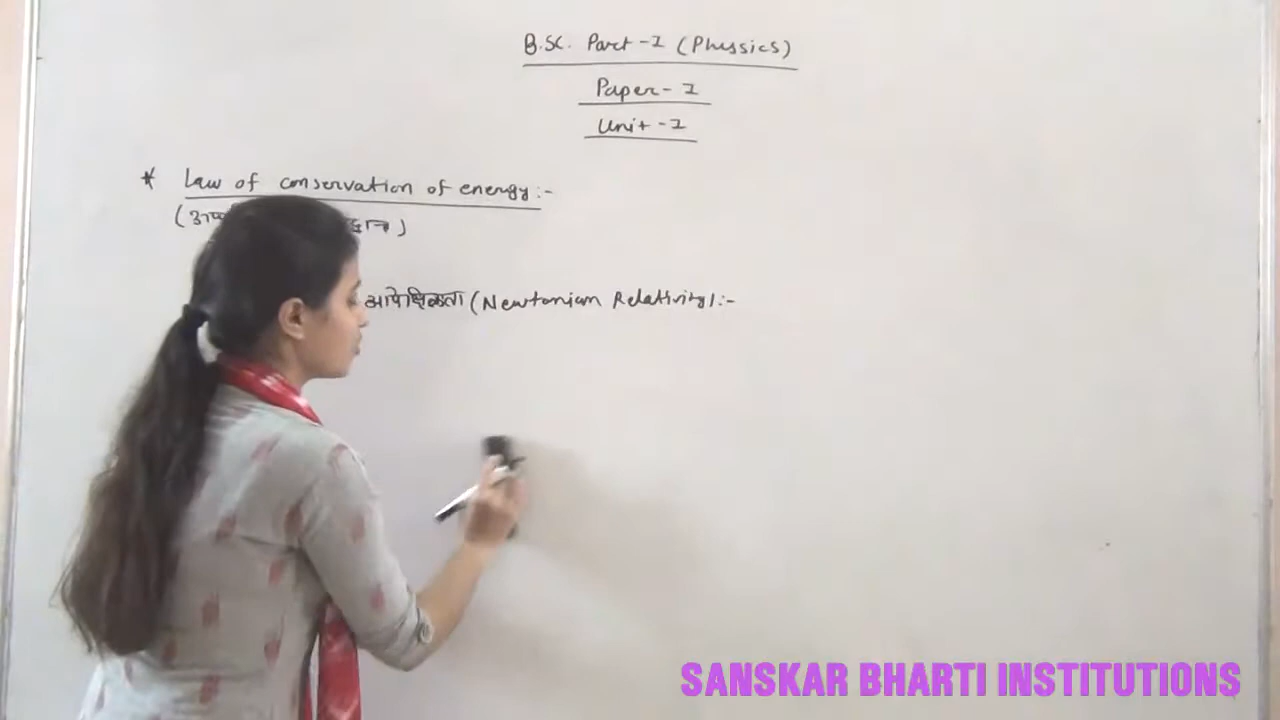 B.Sc. Part-I (Physics)
Paper-I
Unit-I
* Law of conservation of energy:-
आपेक्षिकता (Newtonian Relativity):-
SANSKAR BHARTI INSTITUTIONS